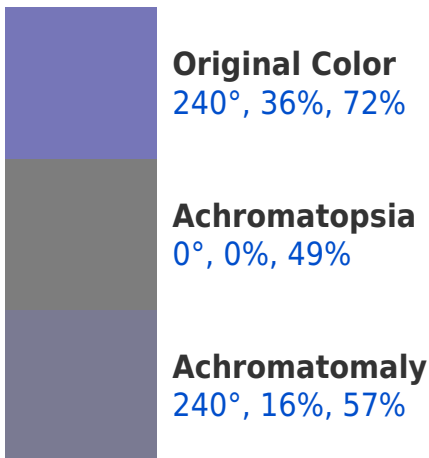 Original Color
240°, 36%, 72%
Achromatopsia
0°, 0%, 49%
Achromatomaly
240°, 16%, 57%